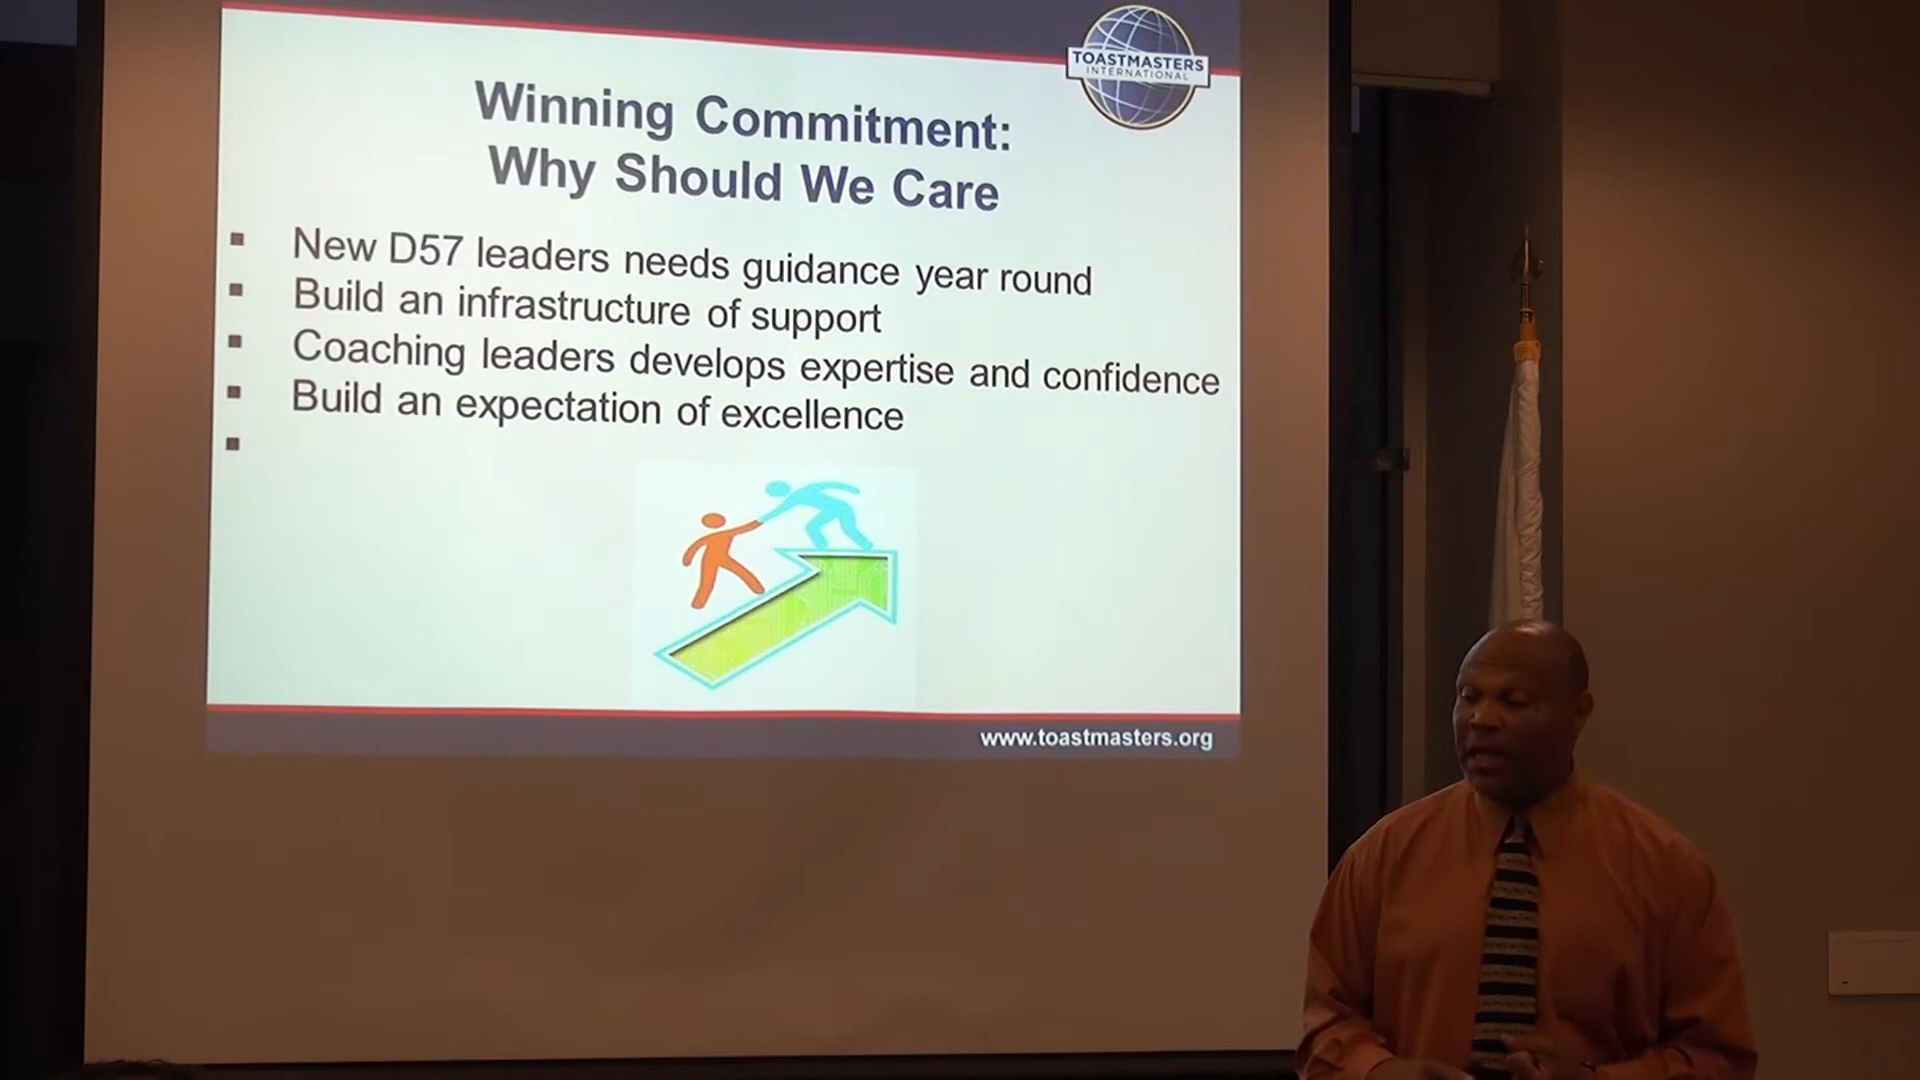 TOASTMASTERS
INTERNATIONAL
Winning Commitment:
Why Should We Care
▪ New D57 leaders needs guidance year round
▪ Build an infrastructure of support
▪ Coaching leaders develops expertise and confidence
▪ Build an expectation of excellence
▪
www.toastmasters.org